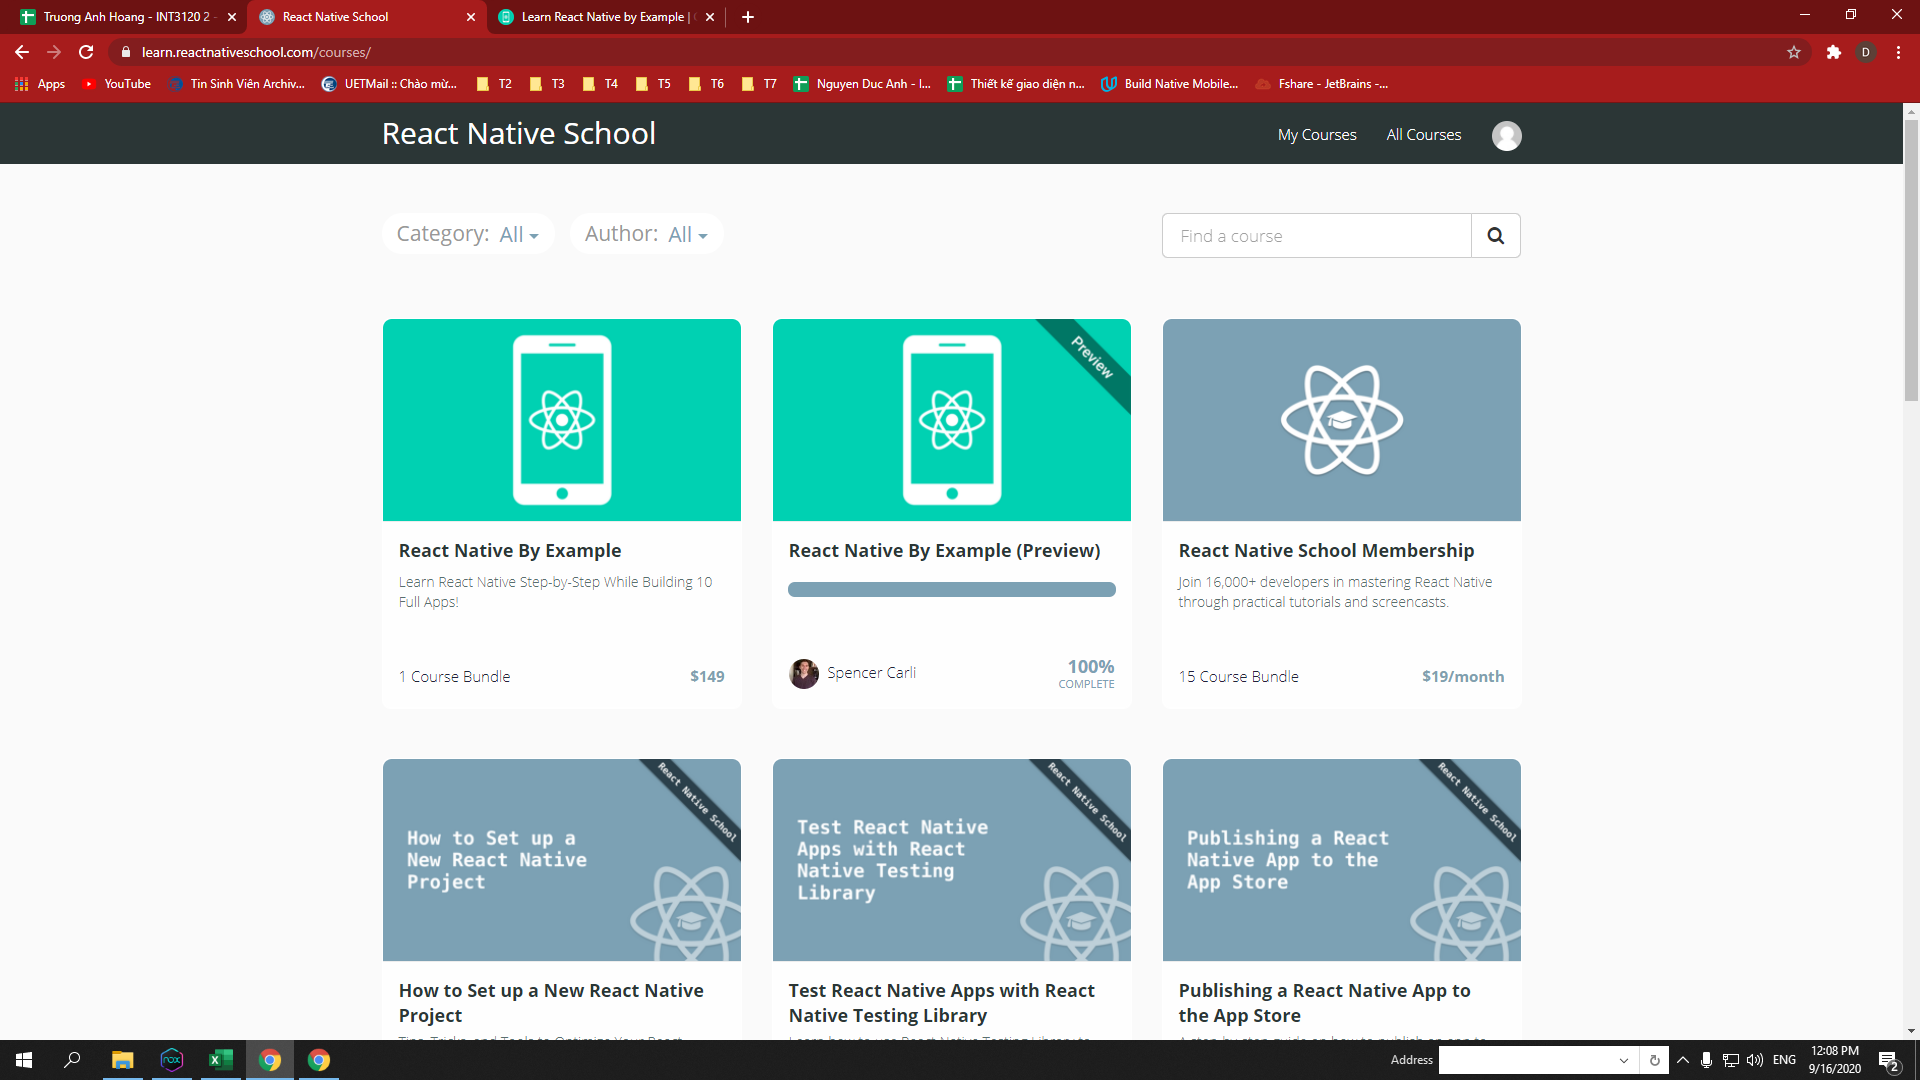 Truong Anh Hoang - INT3120 2 -
React Native School
Learn React Native by Example |
learn.reactnativeschool.com/courses/
D
Apps
YouTube
Tin Sinh Viên Archiv...
UETMail :: Chào mừ...
T2
T3
T4
T5
T6
T7
Nguyen Duc Anh - I...
Thiết kế giao diện n...
Build Native Mobile...
Fshare - JetBrains -...
React Native School
My Courses
All Courses
Category: All
Author: All
Find a course
Preview
React Native By Example
Learn React Native Step-by-Step While Building 10
Full Apps!
1 Course Bundle
$149
React Native By Example (Preview)
Spencer Carli
100%
COMPLETE
React Native School Membership
Join 16,000+ developers in mastering React Native
through practical tutorials and screencasts.
15 Course Bundle
$19/month
React Native School
How to Set up a
New React Native
Project
How to Set up a New React Native
Project
React Native School
Test React Native
Apps with React
Native Testing
Library
Test React Native Apps with React
Native Testing Library
React Native School
Publishing a React
Native App to the
App Store
Publishing a React Native App to
the App Store
nox
Address
ENG
12:08 PM
9/16/2020
2